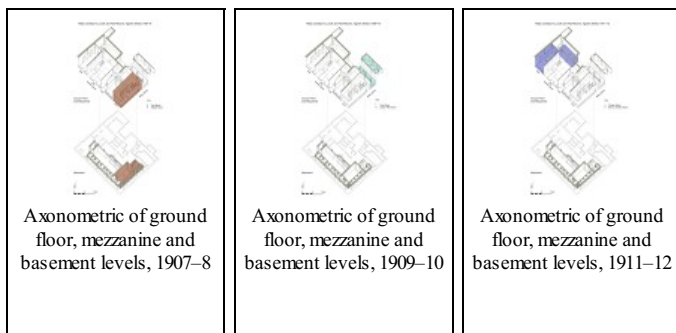 Axonometric of ground
floor, mezzanine and
basement levels, 1907–8
Axonometric of ground
floor, mezzanine and
basement levels, 1909–10
Axonometric of ground
floor, mezzanine and
basement levels, 1911–12